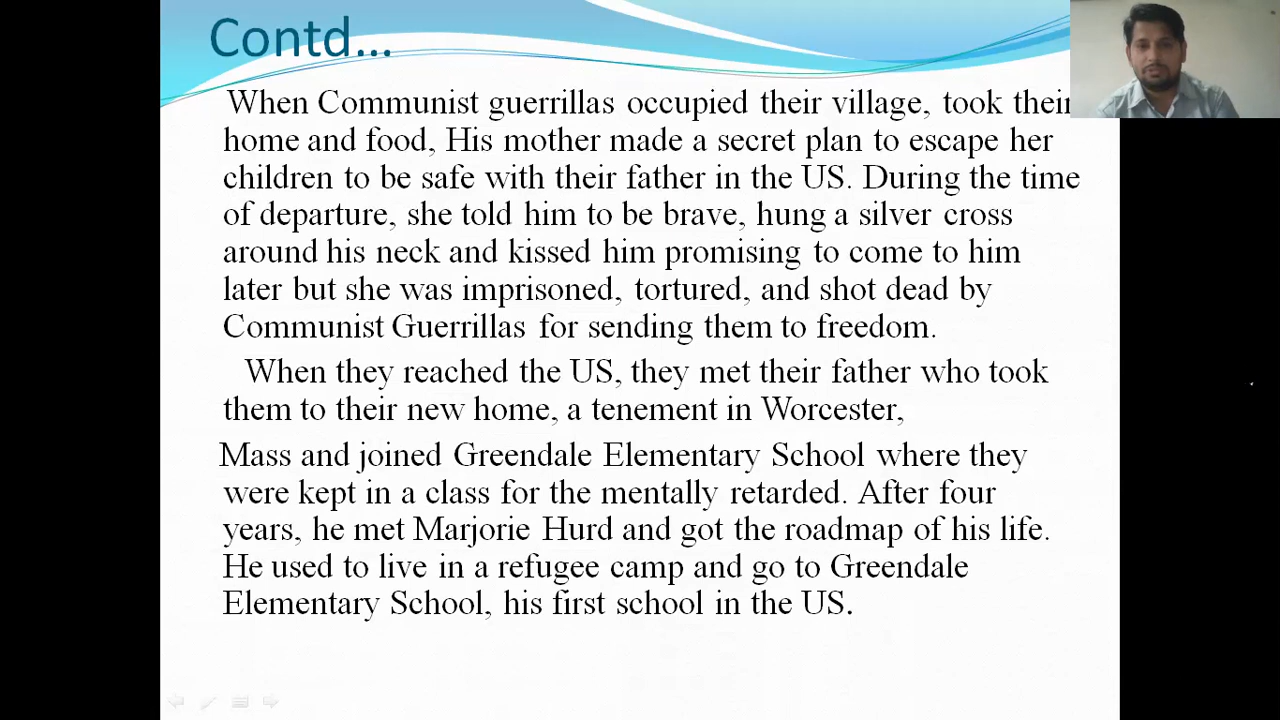 Contd...
When Communist guerrillas occupied their village, took their
home and food, His mother made a secret plan to escape her
children to be safe with their father in the US. During the time
of departure, she told him to be brave, hung a silver cross
around his neck and kissed him promising to come to him
later but she was imprisoned, tortured, and shot dead by
Communist Guerrillas for sending them to freedom.
When they reached the US, they met their father who took
them to their new home, a tenement in Worcester,
Mass and joined Greendale Elementary School where they
were kept in a class for the mentally retarded. After four
years, he met Marjorie Hurd and got the roadmap of his life.
He used to live in a refugee camp and go to Greendale
Elementary School, his first school in the US.